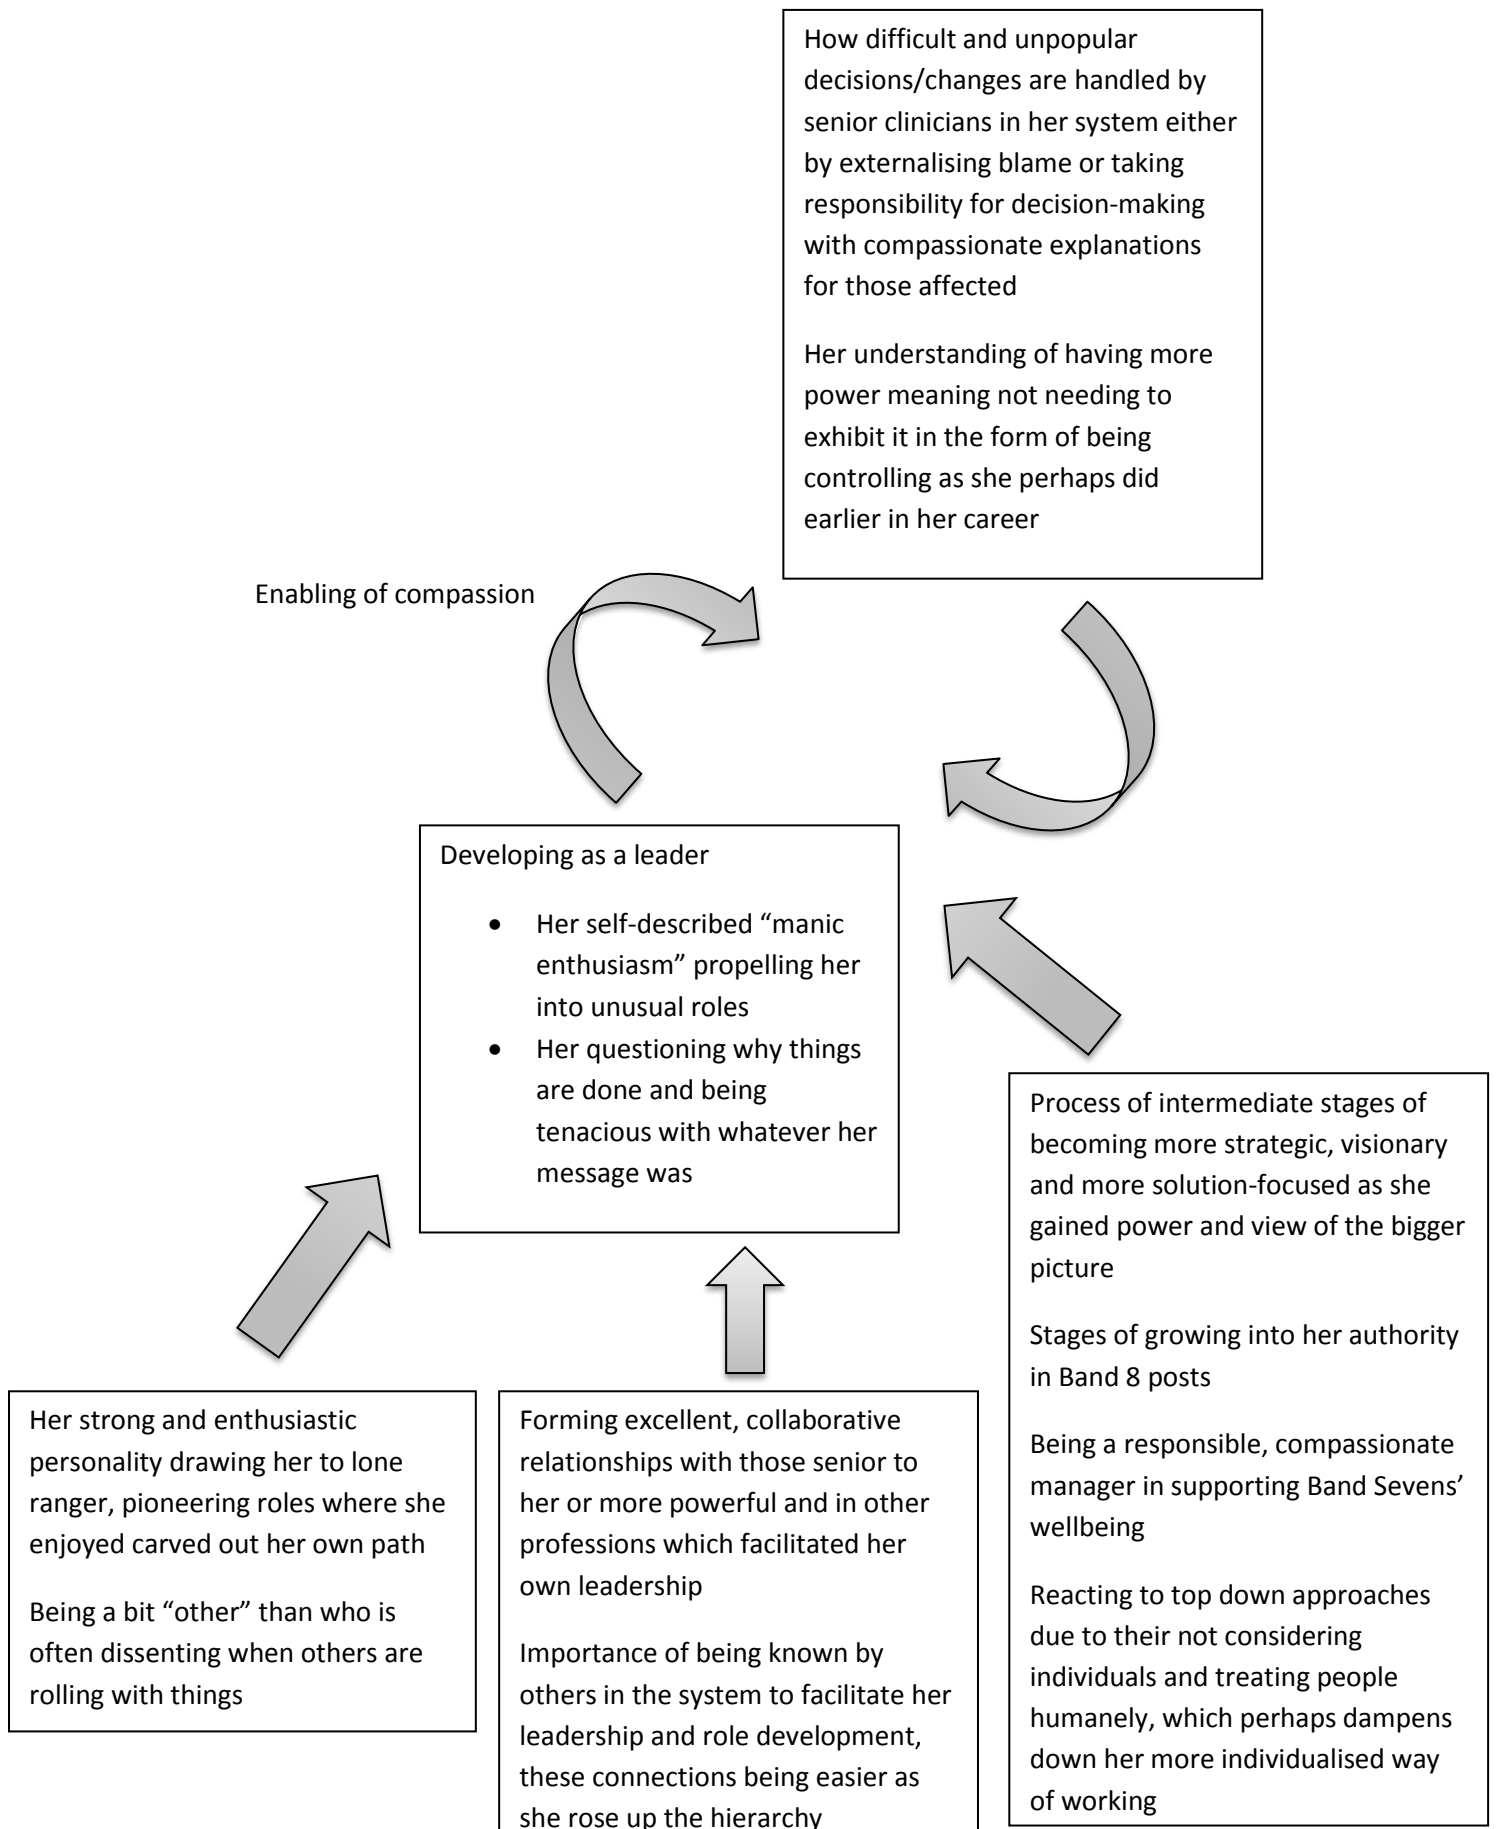 How difficult and unpopular
decisions/changes are handled by
senior clinicians in her system either
by externalising blame or taking
responsibility for decision-making
with compassionate explanations
for those affected
Her understanding of having more
power meaning not needing to
exhibit it in the form of being
controlling as she perhaps did
earlier in her career
Enabling of compassion
Developing as a leader
• Her self-described “manic
enthusiasm” propelling her
into unusual roles
• Her questioning why things
are done and being
tenacious with whatever her
message was
Her strong and enthusiastic
personality drawing her to lone
ranger, pioneering roles where she
enjoyed carved out her own path
Being a bit “other” than who is
often dissenting when others are
rolling with things
Forming excellent, collaborative
relationships with those senior to
her or more powerful and in other
professions which facilitated her
own leadership
Importance of being known by
others in the system to facilitate her
leadership and role development,
these connections being easier as
she rose up the hierarchy
Process of intermediate stages of
becoming more strategic, visionary
and more solution-focused as she
gained power and view of the bigger
picture
Stages of growing into her authority
in Band 8 posts
Being a responsible, compassionate
manager in supporting Band Sevens’
wellbeing
Reacting to top down approaches
due to their not considering
individuals and treating people
humanely, which perhaps dampens
down her more individualised way
of working